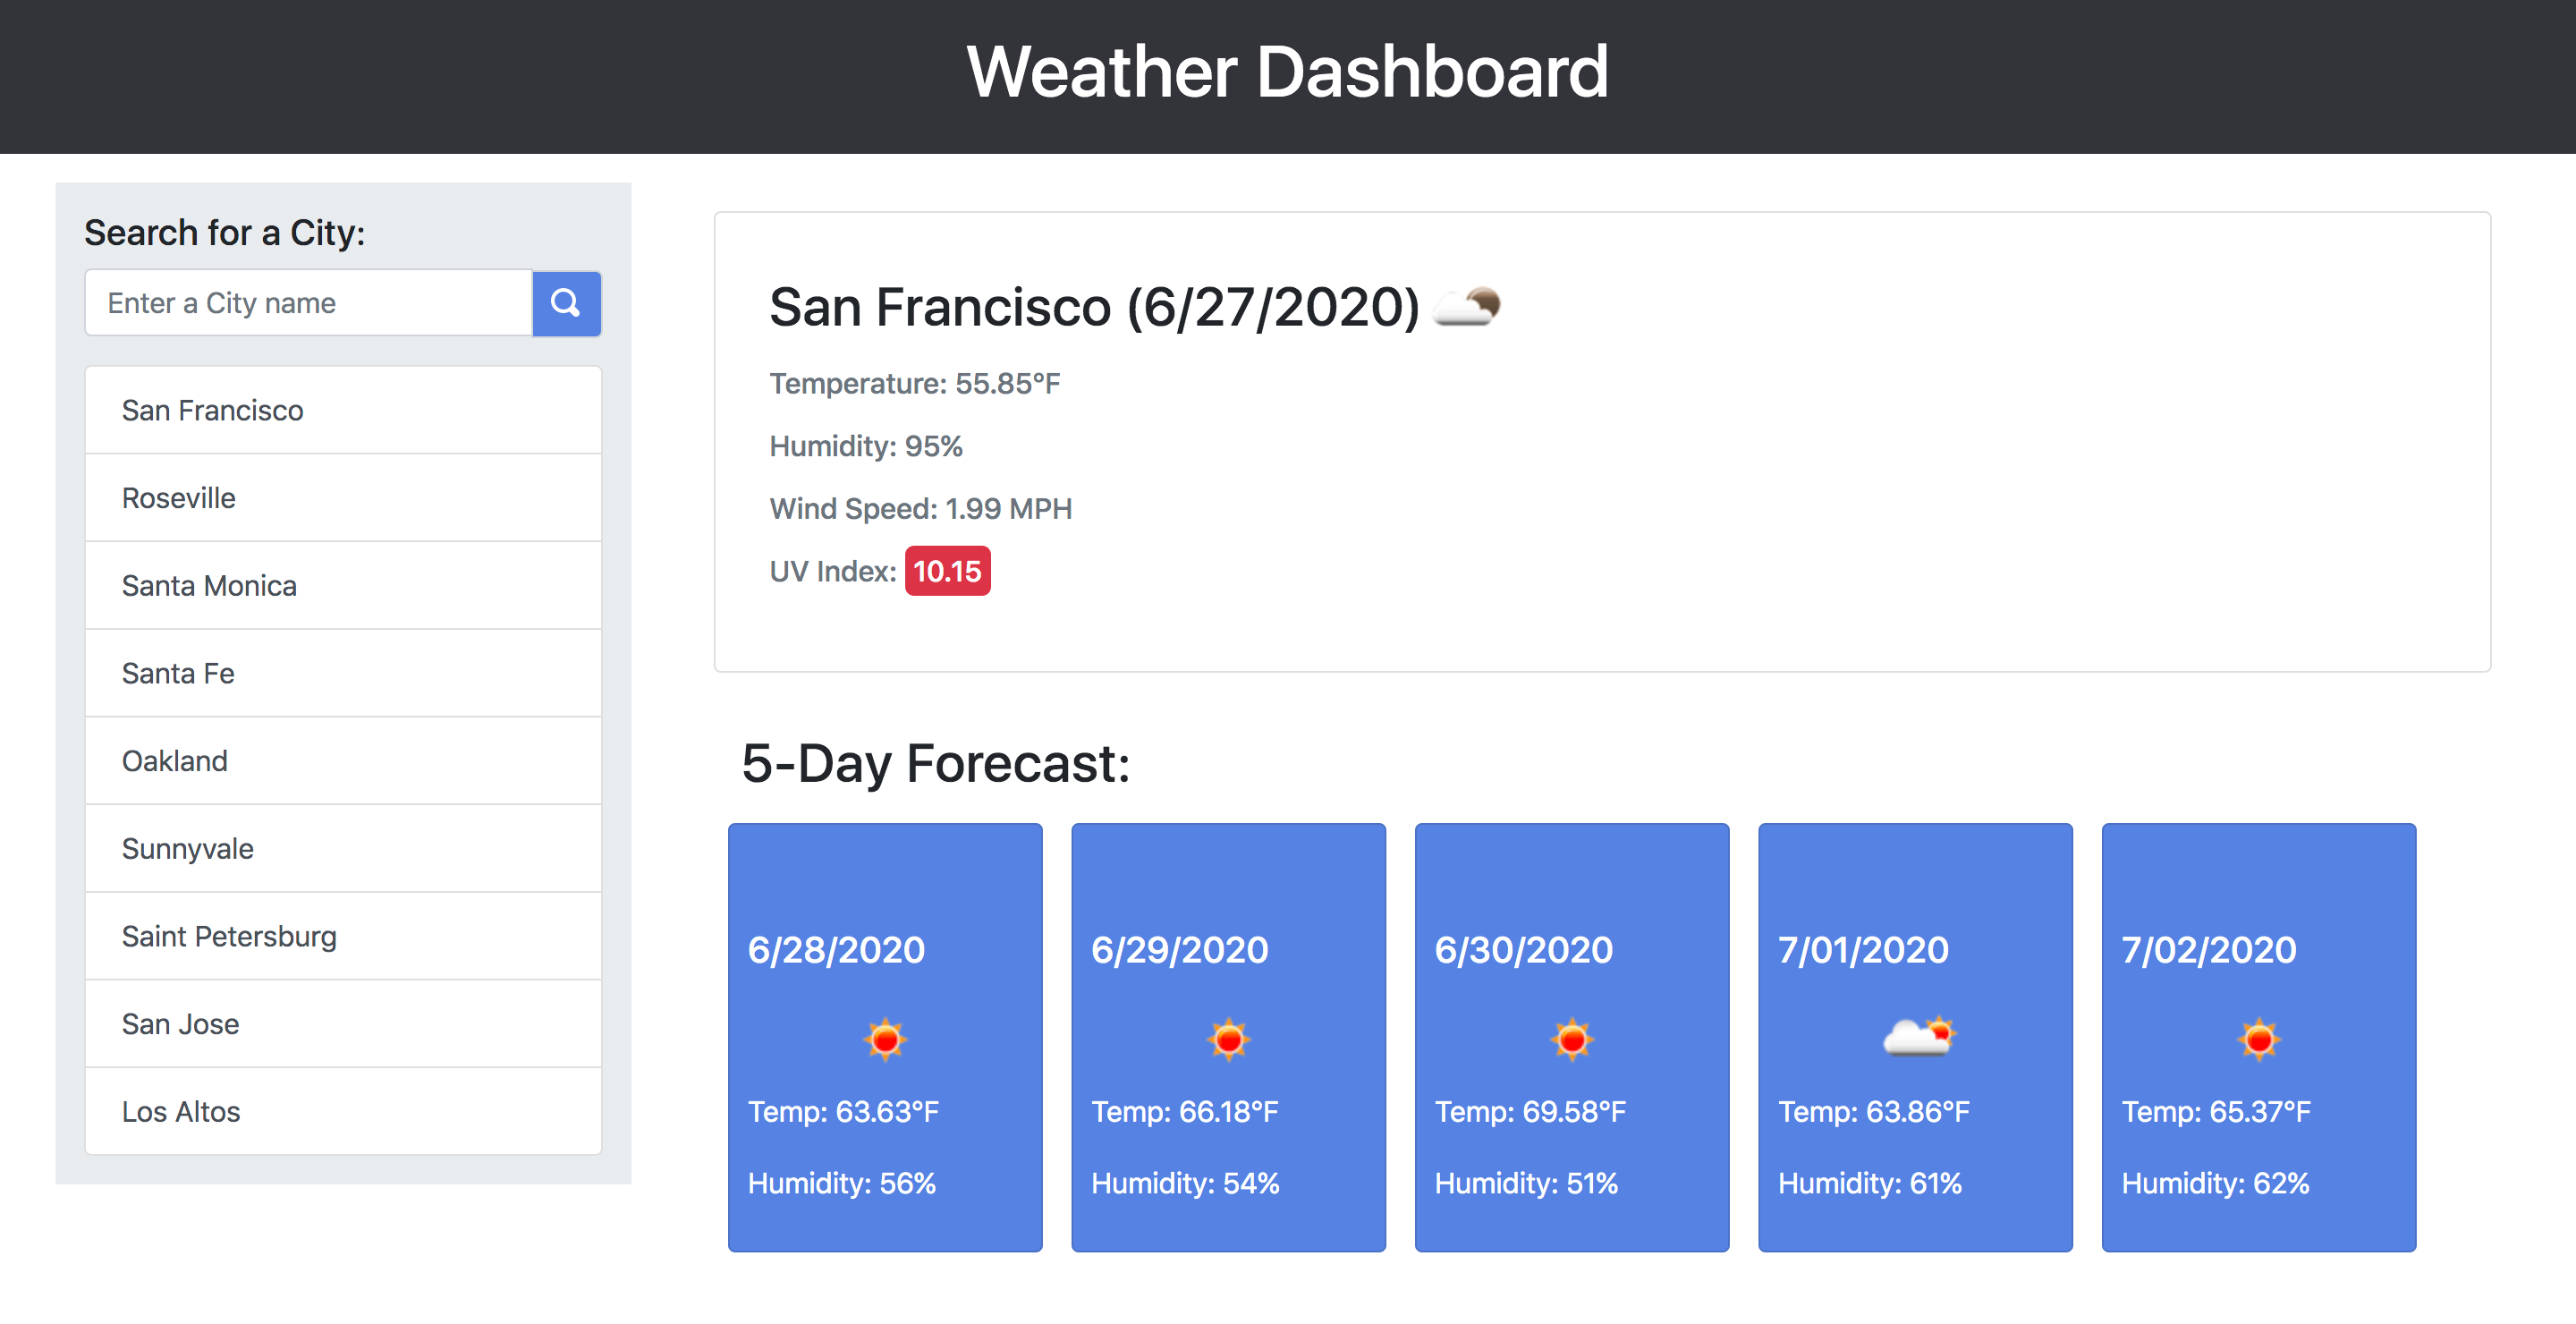 Weather Dashboard
Search for a City:
Enter a City name
San Francisco
Roseville
Santa Monica
Santa Fe
Oakland
Sunnyvale
Saint Petersburg
San Jose
Los Altos
San Francisco (6/27/2020)
Temperature: 55.85°F
Humidity: 95%
Wind Speed: 1.99 MPH
UV Index: 10.15
5-Day Forecast:
6/28/2020
Temp: 63.63°F
Humidity: 56%
6/29/2020
Temp: 66.18°F
Humidity: 54%
6/30/2020
Temp: 69.58°F
Humidity: 51%
7/01/2020
Temp: 63.86°F
Humidity: 61%
7/02/2020
Temp: 65.37°F
Humidity: 62%